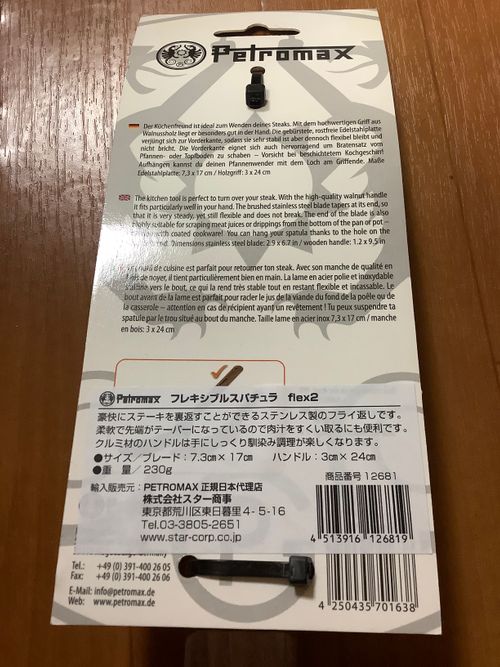 Petromax
Der Küchenfreund ist ideal zum Wenden deines Steaks. Mit dem hochwertigen Griff aus
Walnussholz liegt er besonders gut in der Hand. Die gebürstete, rostfreie Edelstahlplatte
verjüngt sich zur Vorderkante, sodass sie sehr stabil ist aber dennoch flexibel bleibt und
nicht bricht. Die Vorderkante eignet sich auch hervorragend um Bratensatz vom
Pfannen- oder Topfboden zu schaben – Vorsicht bei beschichtetem Kochgeschirr!
Aufhängen kannst du deinen Pfannenwender mit dem Loch am Griffende. Maße
Edelstahlplatte: 7,3 x 17 cm / Holzgriff: 3 x 24 cm
The kitchen tool is perfect to turn over your steak. With the high-quality walnut handle
it fits particularly well in your hand. The brushed stainless steel blade tapers at its end, so
that it is very steady, yet still flexible and does not break. The end of the blade is also
highly suitable for scraping meat juices or drippings from the bottom of the pan or pot –
with coated cookware! You can hang your spatula thanks to the hole on the
Dimensions stainless steel blade: 2.9 x 6.7 in / wooden handle: 1.2 x 9.5 in
de cuisine est parfait pour retourner ton steak. Avec son manche de qualité en
de noyer, il tient particulièrement bien en main. La lame en acier polie et inoxydable
vers le bout, ce qui la rend très stable tout en restant flexible et incassable. Le
bout avant de la lame est parfait pour racler le jus de la viande du fond de la poêle ou de
la casserole – attention en cas de récipient ayant un revêtement ! Tu peux suspendre ta
spatule par le trou situé au bout du manche. Taille lame en acier inox 7,3 x 17 cm / manche
en bois: 3 x 24 cm
Petromax フレキシブルスパチュラ flex2
豪快にステーキを裏返すことができるステンレス製のフライ返しです。
柔軟で先端がテーパーになっているので肉汁をすくい取るにも便利です。
クルミ材のハンドルは手にしっくり馴染み調理が楽しくなります。
●サイズ/ブレード：7.3cm×17cm ハンドル：3cm×24cm
●重 量/230g
商品番号 12681
輸入販売元：PETROMAX 正規日本代理店
株式会社スター商事
東京都荒川区東日暮里4-5-16
Tel.03-3805-2651
www.star-corp.co.jp
4 513916 126819
Tel.: +49 (0) 391-400 26 05
Fax: +49 (0) 391-400 26 06
E-Mail: info@petromax.de
Web: www.petromax.de
4 250435 701638